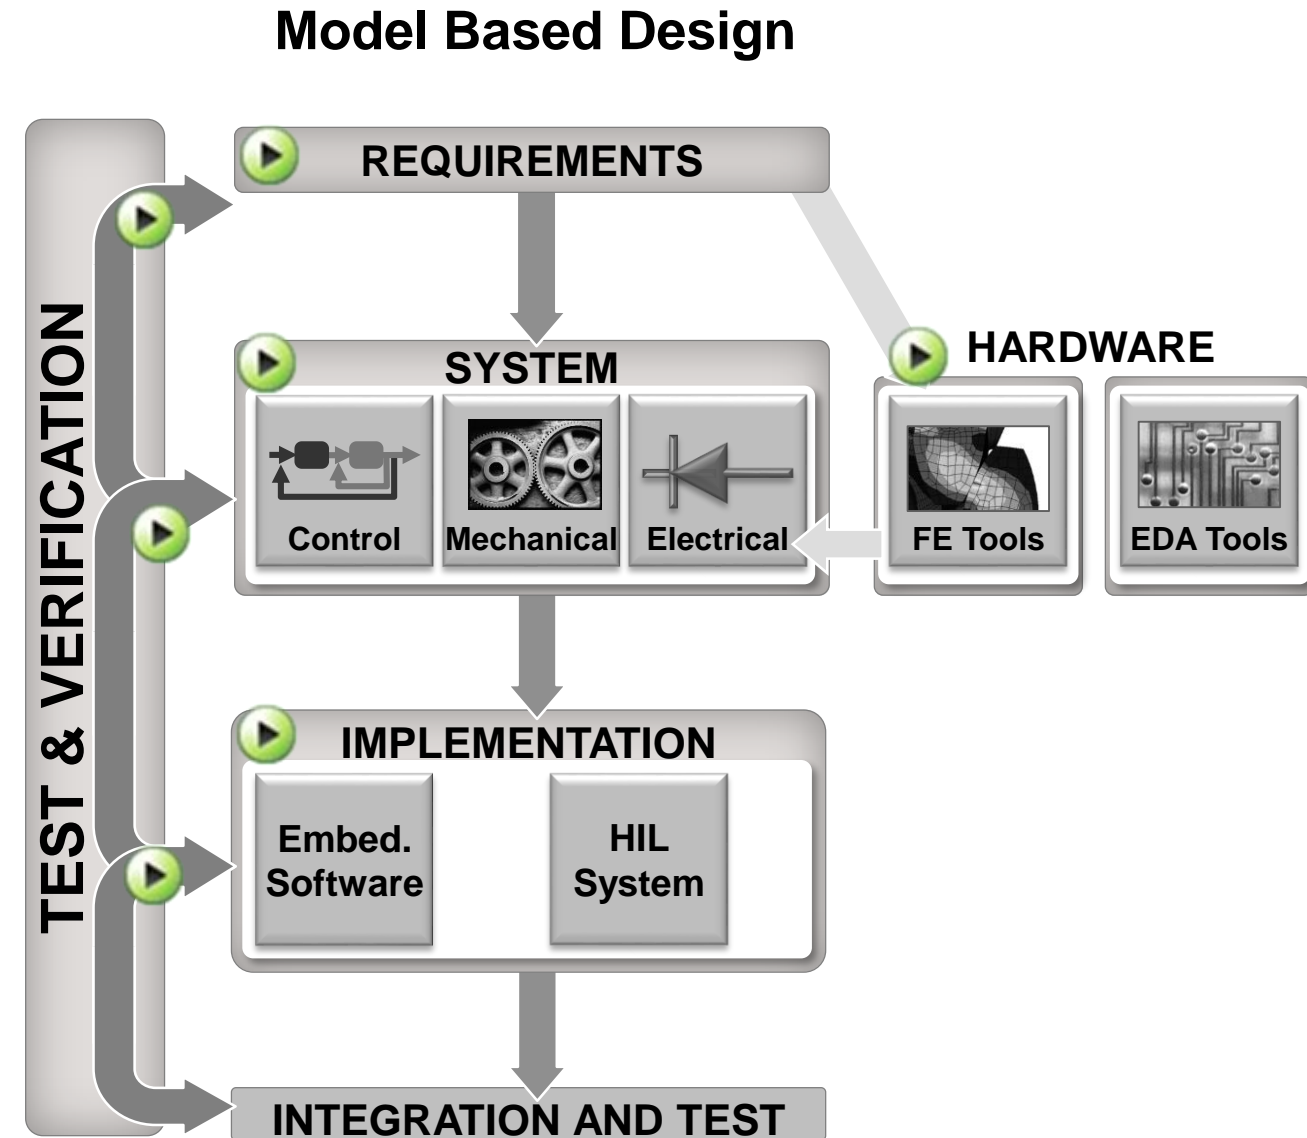 Model Based Design
REQUIREMENTS
TEST & VERIFICATION
SYSTEM
HARDWARE
Control
Mechanical
Electrical
FE Tools
EDA Tools
IMPLEMENTATION
Embed.
Software
HIL
System
INTEGRATION AND TEST